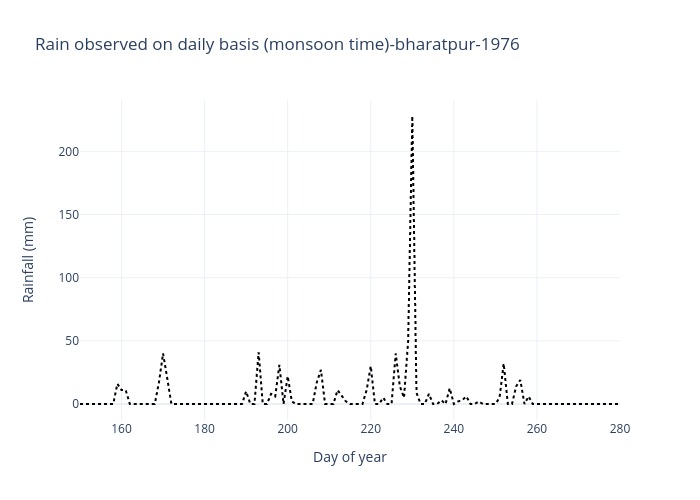 Rain observed on daily basis (monsoon time)-bharatpur-1976
200
150
100
50
0
Rainfall (mm)
160 180 200 220 240 260 280
Day of year